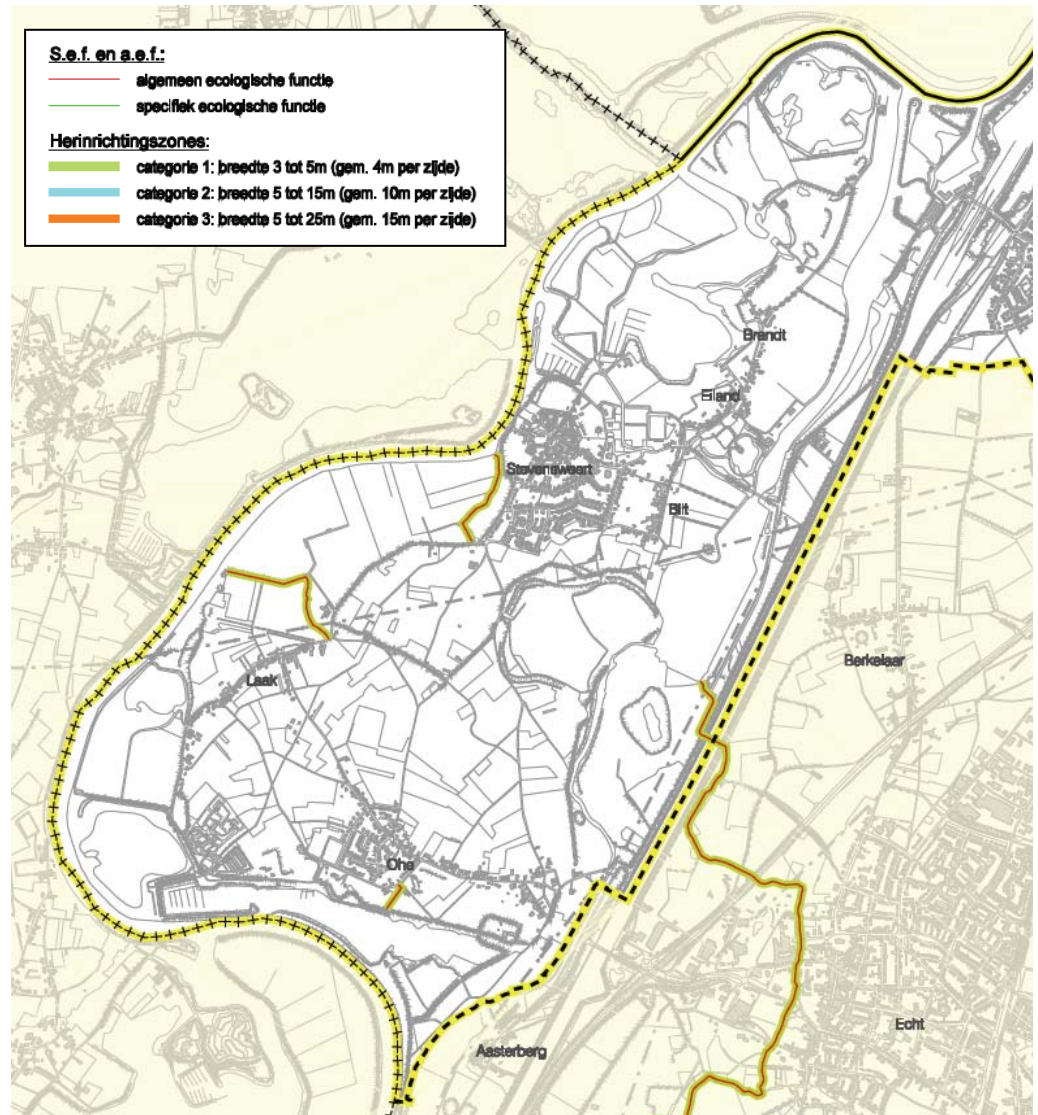 S.e.f. en a.e.f.:
algemeen ecologische functie
specifiek ecologische functie
Herinrichtingszones:
categorie 1: breedte 3 tot 5m (gem. 4m per zijde)
categorie 2: breedte 5 tot 15m (gem. 10m per zijde)
categorie 3: breedte 5 tot 25m (gem. 15m per zijde)
Brandt
Eiland
Stevensweert
Bilt
Berkelaar
Laak
Ohe
Echt
Aasterberg